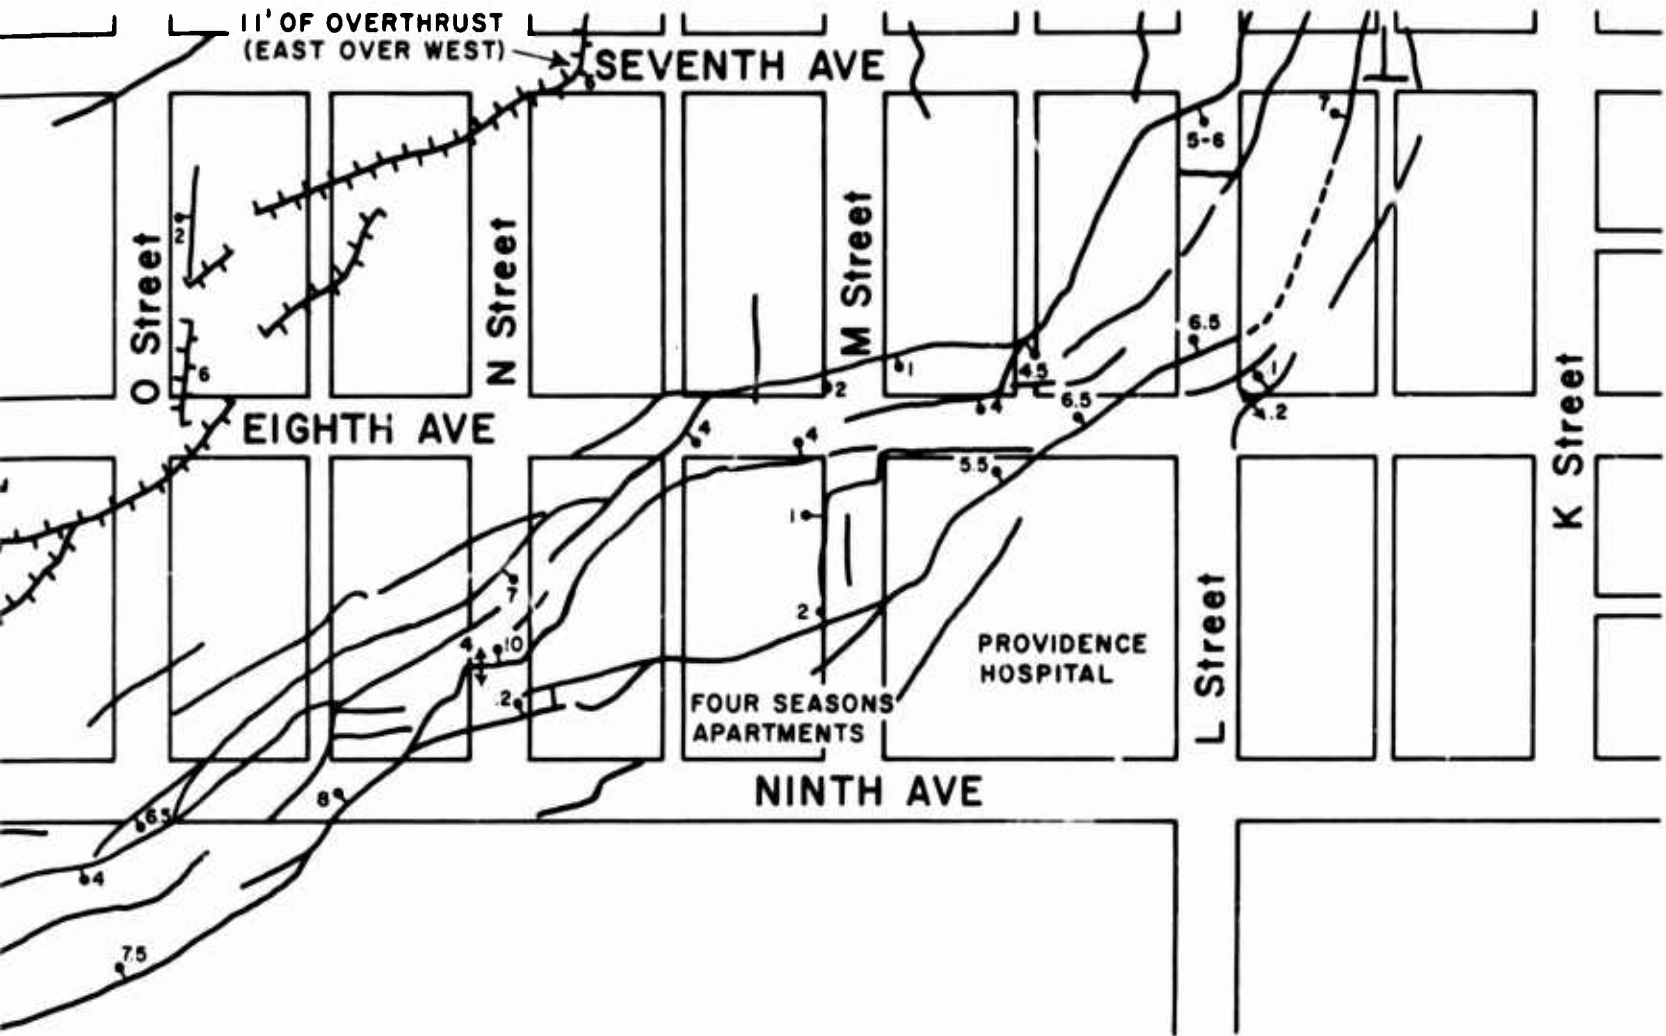 11' OF OVERTHRUST
(EAST OVER WEST)
SEVENTH AVE
7
5-6
2
O Street
N Street
M Street
6.5
6
1
2
4.5
1
4
6.5
.2
K Street
EIGHTH AVE
4
4
5.5
1
7
2
L Street
4
10
PROVIDENCE
HOSPITAL
.2
FOUR SEASONS
APARTMENTS
8
NINTH AVE
6.5
4
7.5